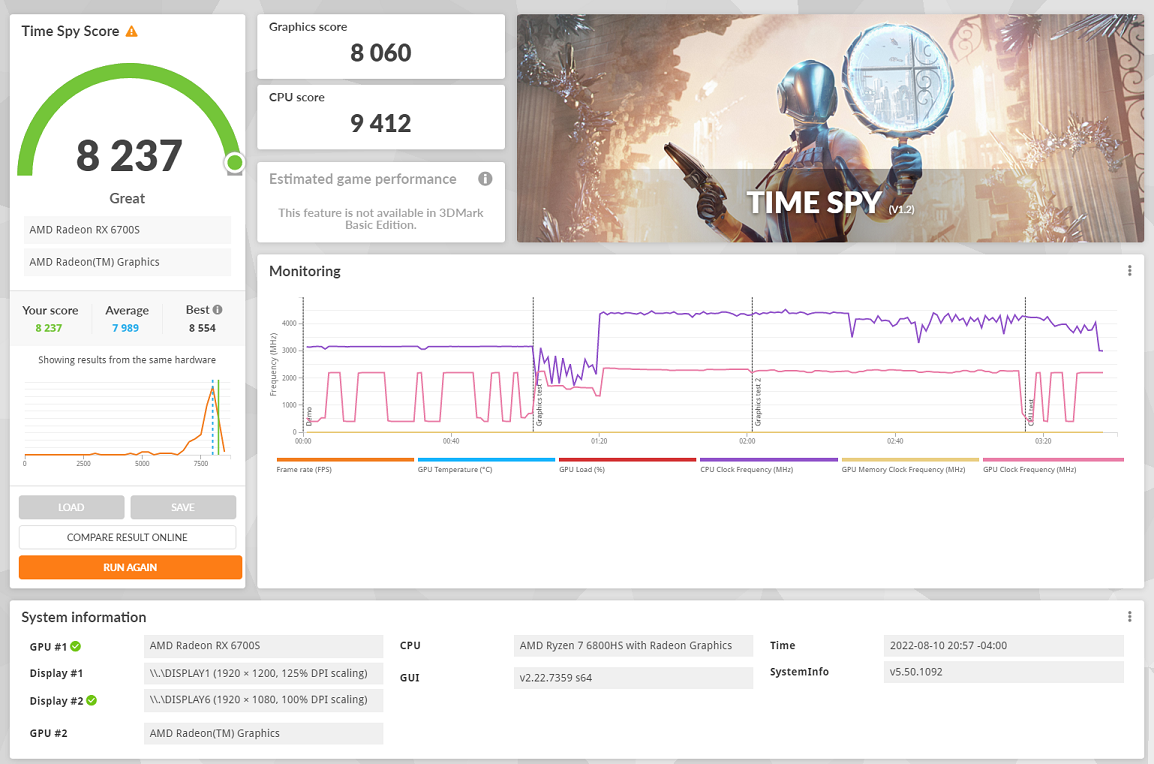 Time Spy Score
8 237
Great
AMD Radeon RX 6700S
AMD Radeon(TM) Graphics
Your score
8 237
Average
7 989
Best
8 554
Showing results from the same hardware
0
2500
5000
7500
LOAD
SAVE
COMPARE RESULT ONLINE
RUN AGAIN
Graphics score
8 060
CPU score
9 412
Estimated game performance
This feature is not available in 3DMark
Basic Edition.
TIME SPY (V1.2)
Monitoring
Frequency (MHz)
4000
3000
2000
1000
0
Demo
Graphics test 1
Graphics test 2
CPU test
00:00
00:40
01:20
02:00
02:40
03:20
Frame rate (FPS)
GPU Temperature (°C)
GPU Load (%)
CPU Clock Frequency (MHz)
GPU Memory Clock Frequency (MHz)
GPU Clock Frequency (MHz)
System information
GPU #1
AMD Radeon RX 6700S
Display #1
\\.\DISPLAY1 (1920 × 1200, 125% DPI scaling)
Display #2
\\.\DISPLAY6 (1920 × 1080, 100% DPI scaling)
GPU #2
AMD Radeon(TM) Graphics
CPU
AMD Ryzen 7 6800HS with Radeon Graphics
GUI
v2.22.7359 s64
Time
2022-08-10 20:57 -04:00
SystemInfo
v5.50.1092